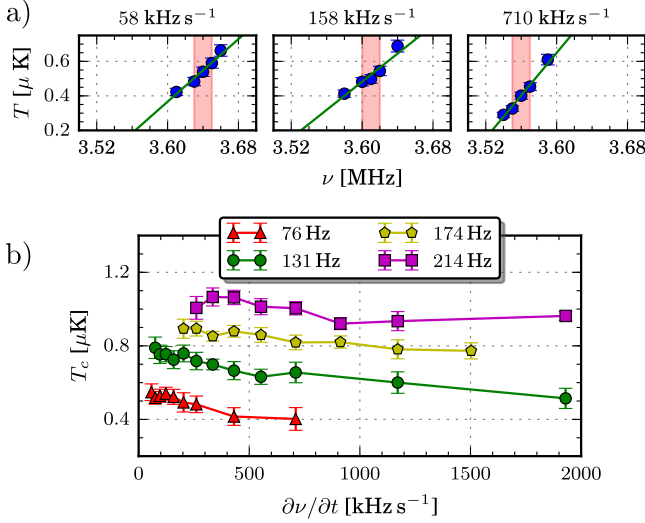 a)
58 kHz s⁻¹ 158 kHz s⁻¹ 710 kHz s⁻¹
T [μ K]
0.6
0.4
0.2
3.52 3.60 3.68 3.52 3.60 3.68 3.52 3.60 3.68
ν [MHz]
b)
76 Hz 174 Hz
131 Hz 214 Hz
T_c [μK]
1.2
0.8
0.4
0 500 1000 1500 2000
∂ν/∂t [kHz s⁻¹]